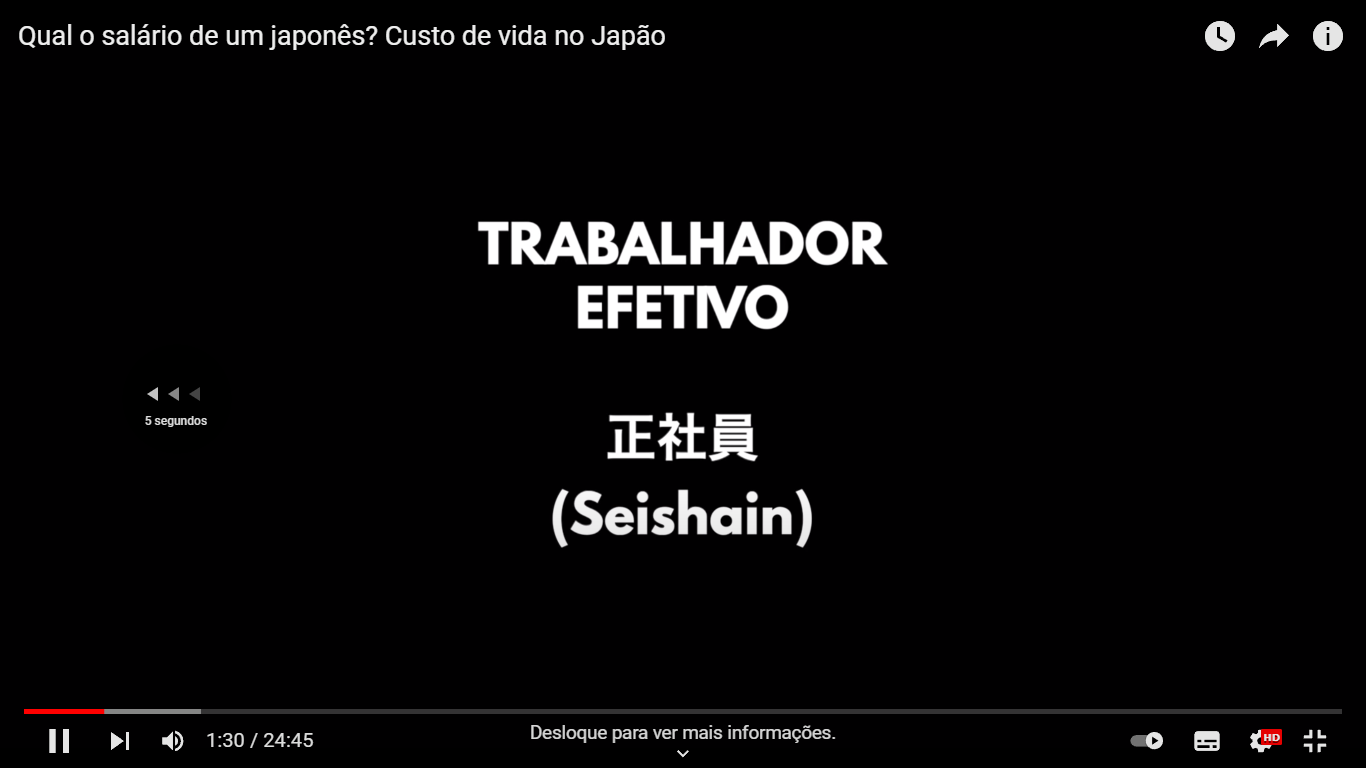 Qual o salário de um japonês? Custo de vida no Japão
TRABALHADOR
EFETIVO
正社員
(Seishain)
5 segundos
1:30 / 24:45
Desloque para ver mais informações.
HD